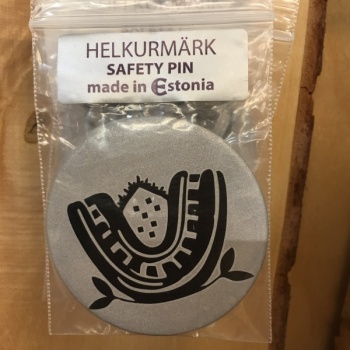 HELKURMÄRK
SAFETY PIN
made in Estonia